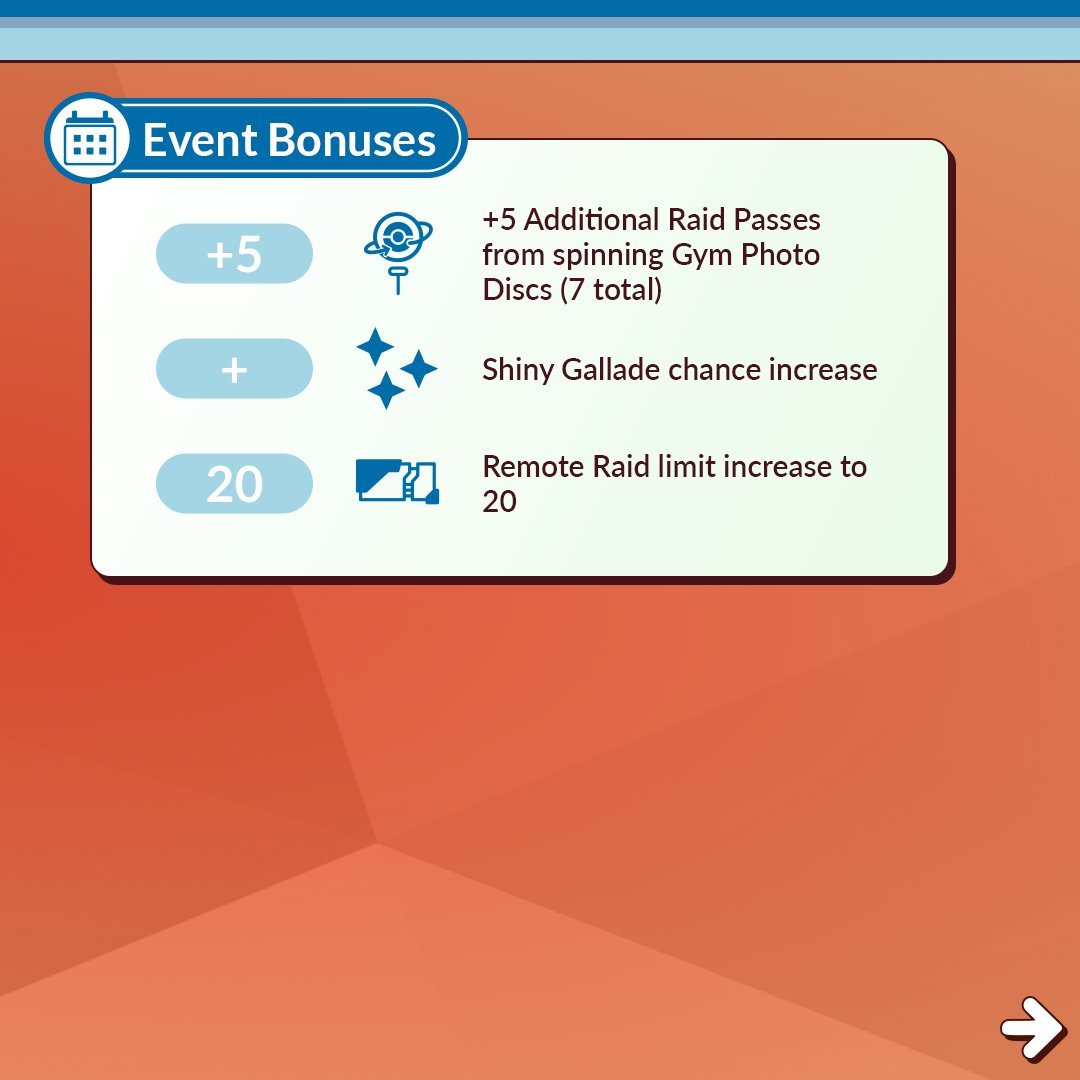 Event Bonuses
+5
+5 Additional Raid Passes
from spinning Gym Photo
Discs (7 total)
+
Shiny Gallade chance increase
20
Remote Raid limit increase to
20